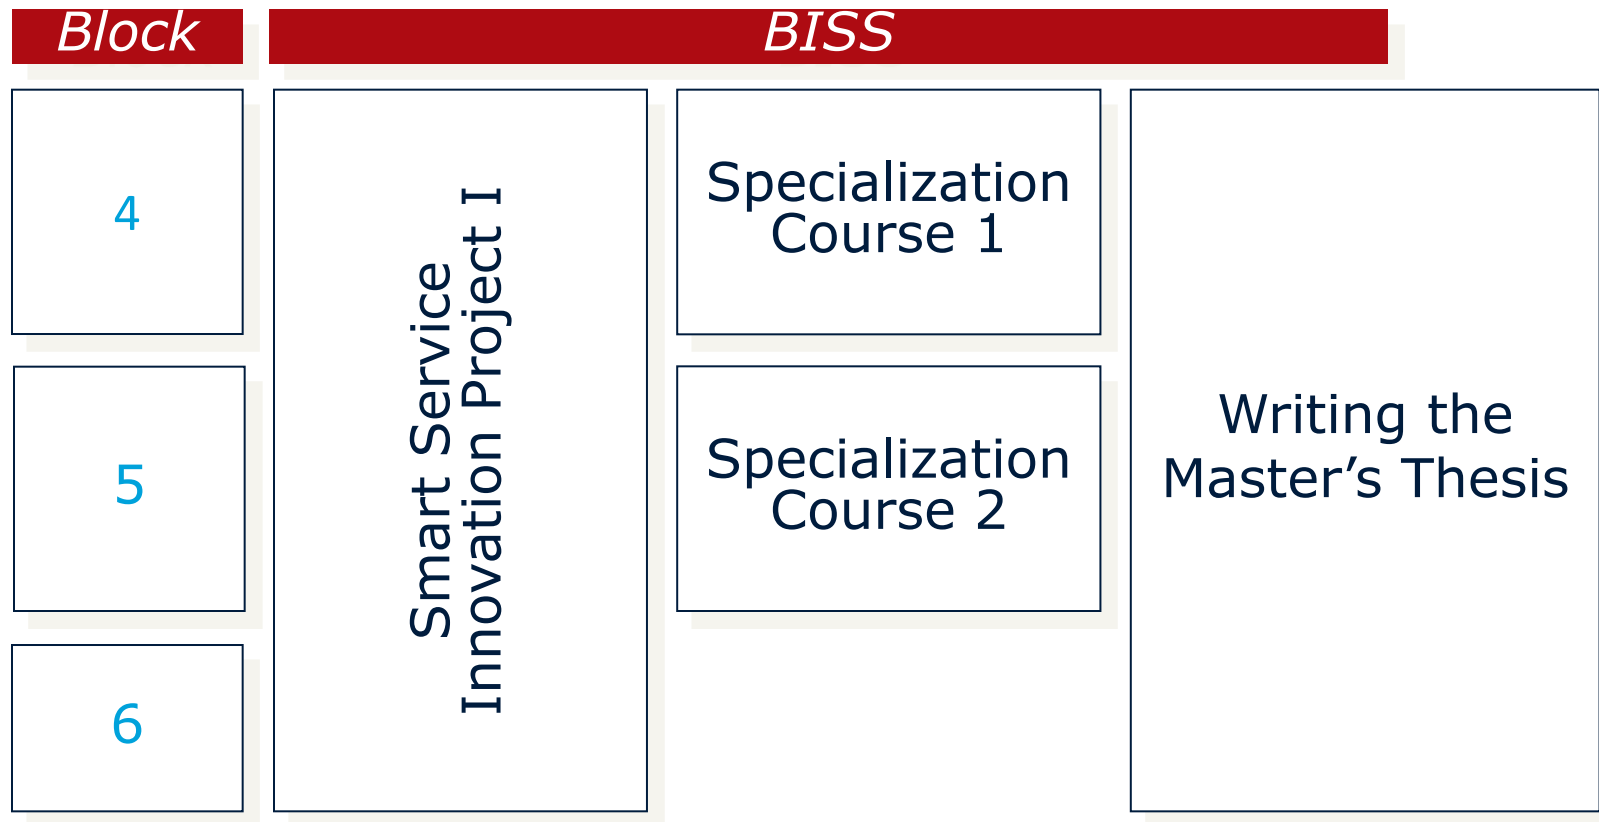 Block
BISS
4
Smart Service
Innovation Project I
Specialization
Course 1
Writing the
Master’s Thesis
5
Specialization
Course 2
6